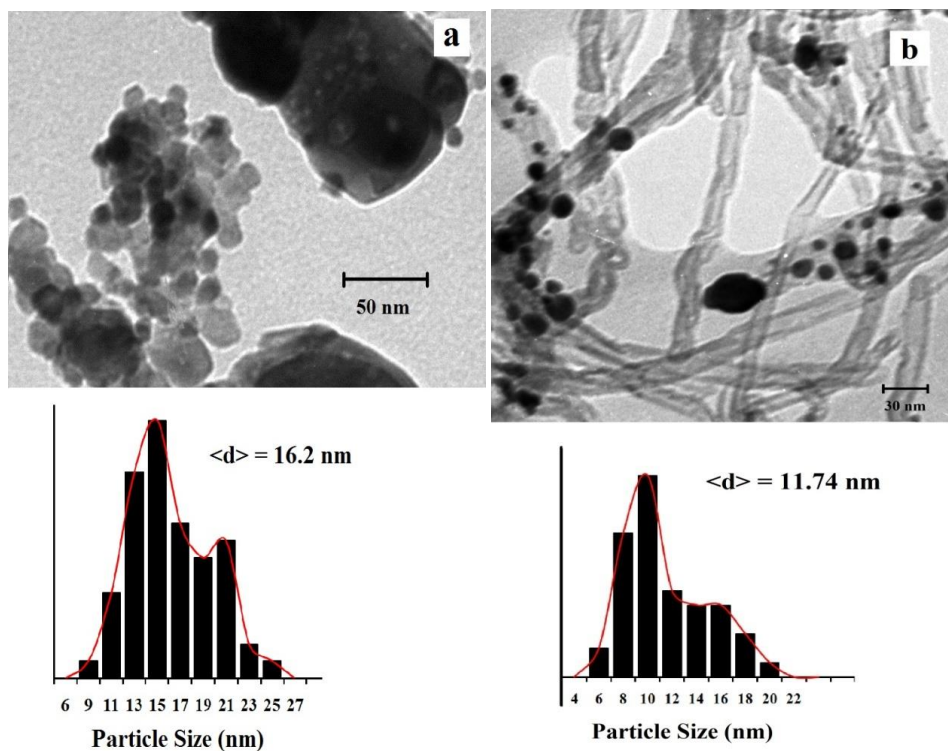 a
50 nm
b
30 nm
<d> = 16.2 nm
6 9 11 13 15 17 19 21 23 25 27
Particle Size (nm)
<d> = 11.74 nm
4 6 8 10 12 14 16 18 20 22
Particle Size (nm)